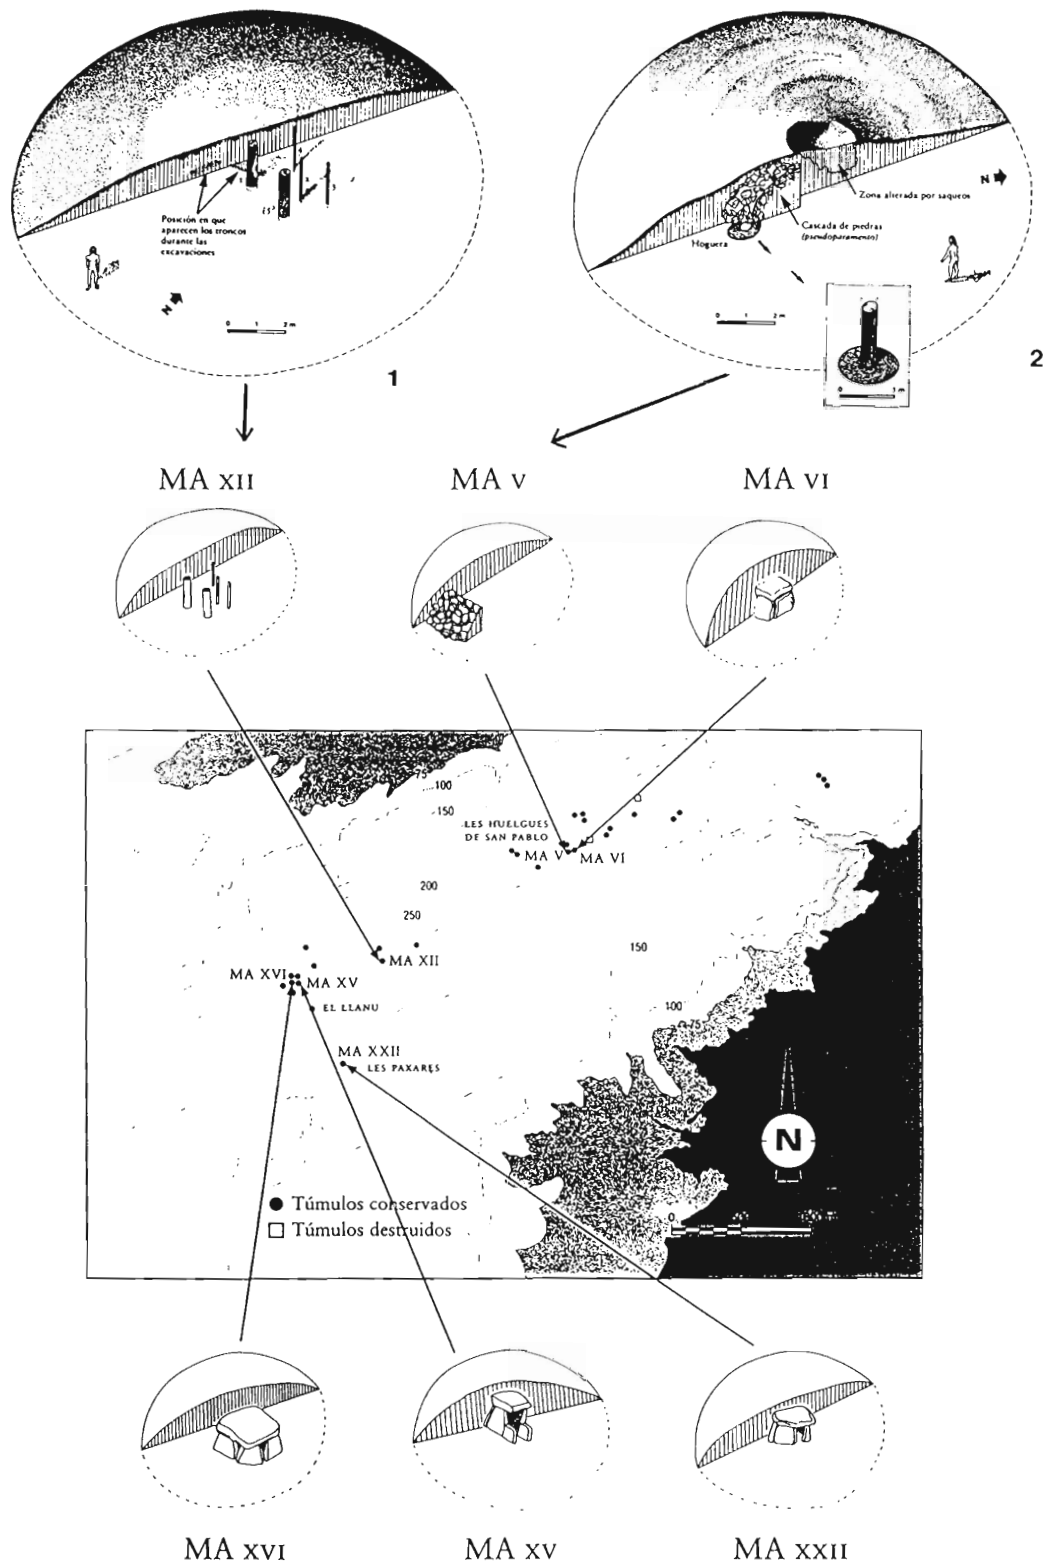 Posición en que
aparecen los troncos
durante las
excavaciones
N
0 1 2 m
1
Zona alterada por saqueos
N
Cascada de piedras
(pseudoparamento)
Hoguera
0 1 2 m
0 1 m
2
MA XII
MA V
MA VI
75
100
150
LES HUELGUES
DE SAN PABLO
MA V
MA VI
200
250
150
MA XII
MA XVI
MA XV
EL LLANU
100
75
MA XXII
LES PAXARES
N
Túmulos conservados
Túmulos destruidos
0
MA XVI
MA XV
MA XXII